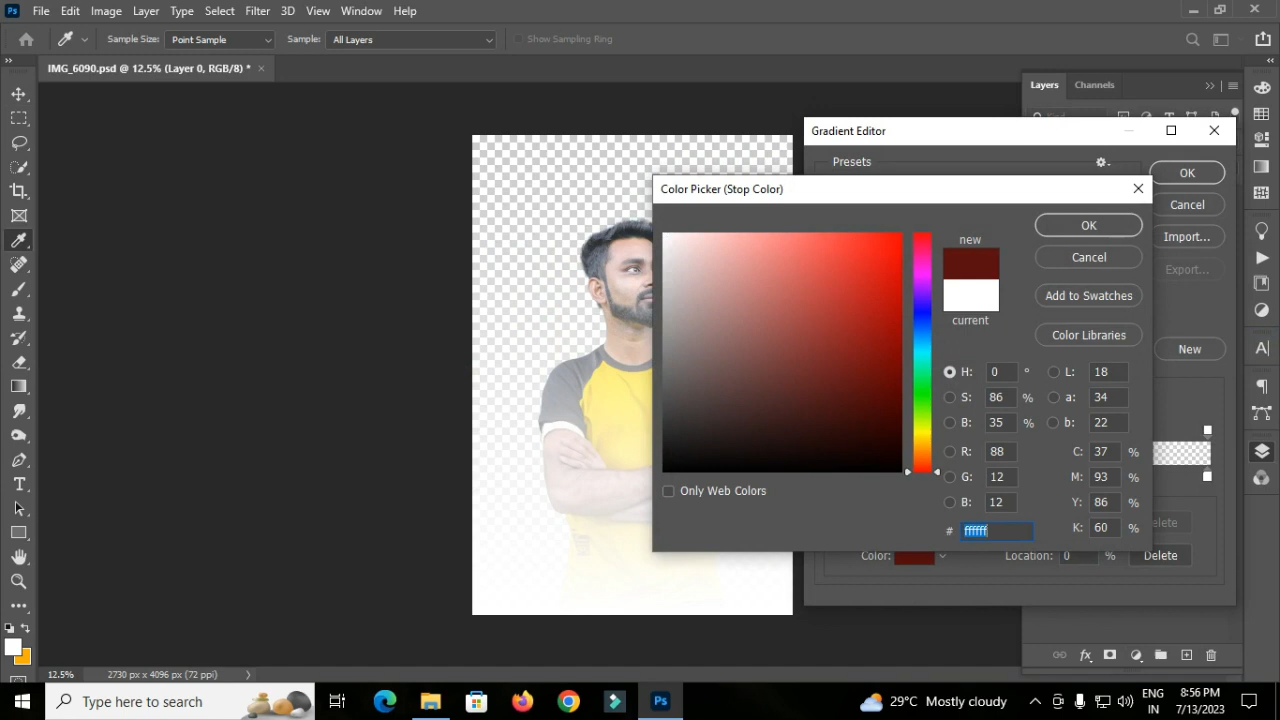 Ps File Edit Image Layer Type Select Filter 3D View Window Help
Sample Size: Point Sample Sample: All Layers Show Sampling Ring
IMG_6090.psd @ 12.5% (Layer 0, RGB/8) * ×
Layers Channels
Gradient Editor
Presets
OK
Cancel
Import...
Export...
New
Color Picker (Stop Color)
new
current
OK
Cancel
Add to Swatches
Color Libraries
H: 0 ° L: 18
S: 86 % a: 34
B: 35 % b: 22
R: 88 C: 37 %
G: 12 M: 93 %
B: 12 Y: 86 %
# ffffff K: 60 %
Only Web Colors
Color: Location: 0 % Delete
fx
12.5% 2730 px x 4096 px (72 ppi)
Type here to search
Ps
29°C Mostly cloudy
ENG
IN
8:56 PM
7/13/2023